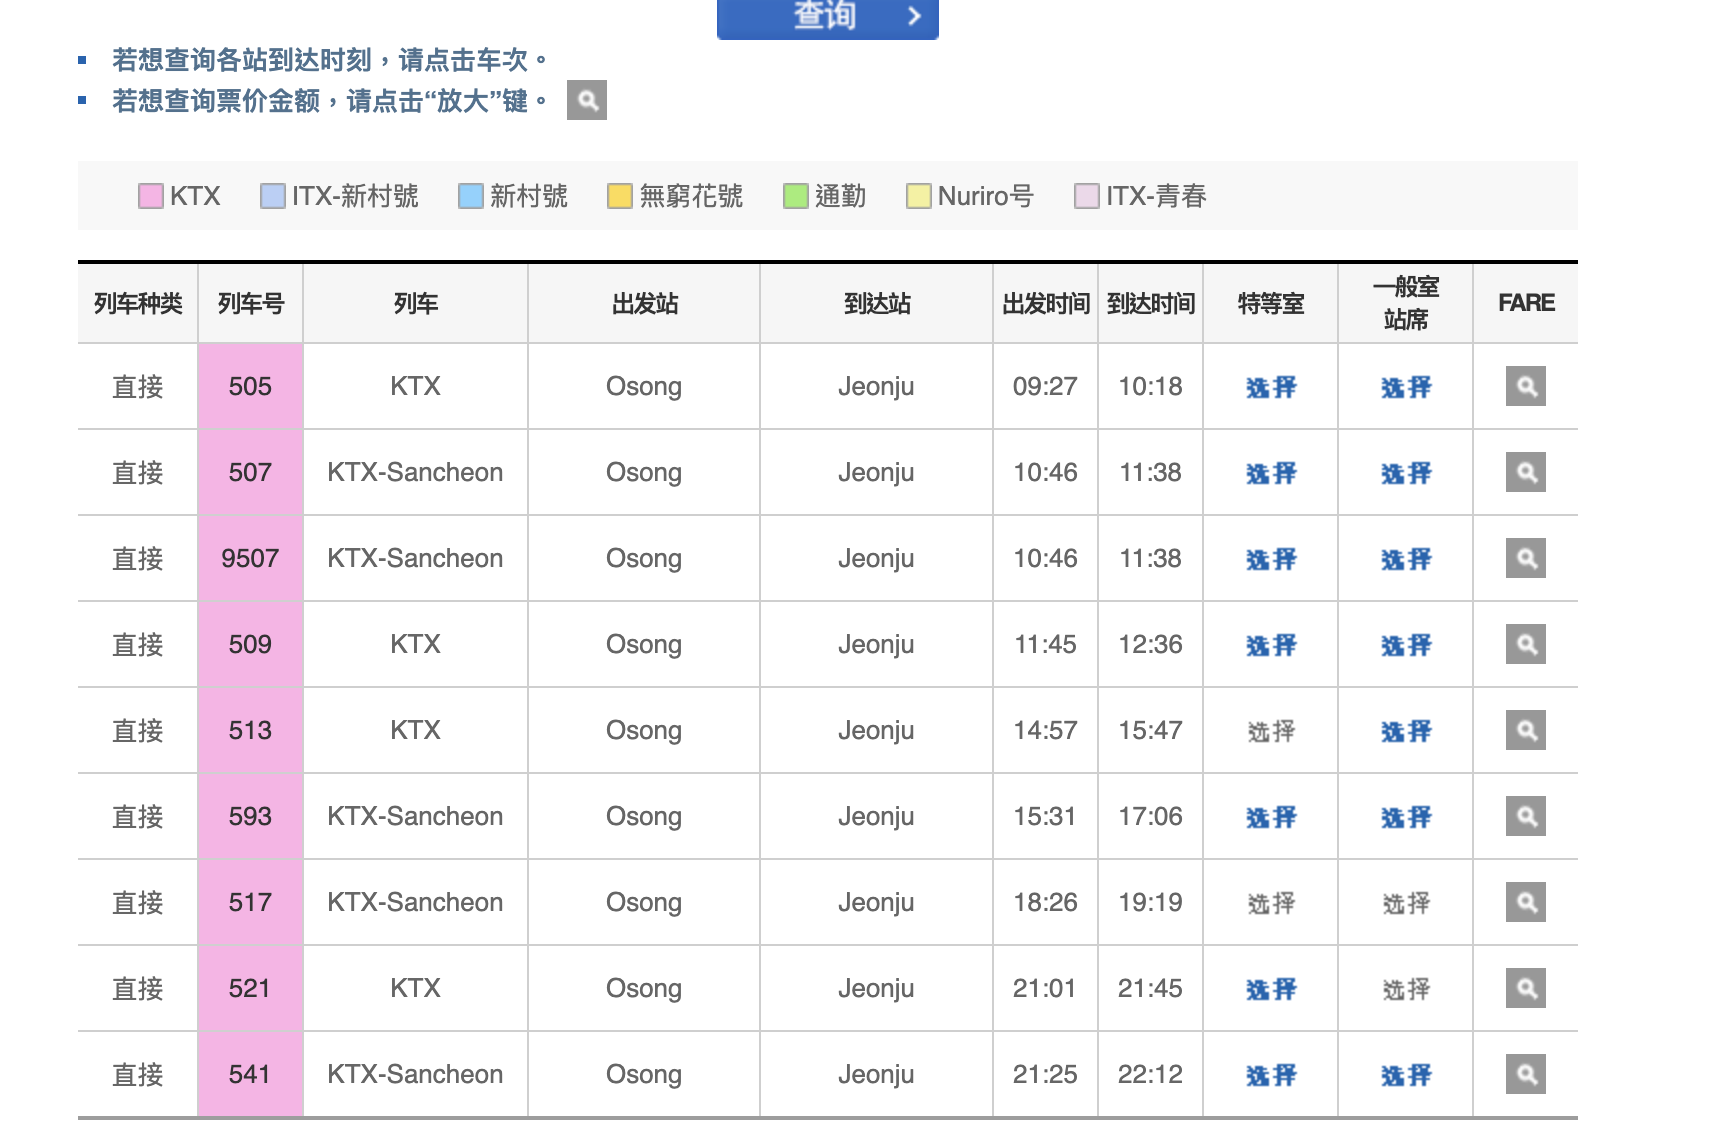 查询
若想查询各站到达时刻，请点击车次。
若想查询票价金额，请点击“放大”键。
KTX ITX-新村號 新村號 無窮花號 通勤 Nuriro号 ITX-青春
列车种类 列车号 列车 出发站 到达站 出发时间 到达时间 特等室 一般室 站席 FARE
直接 505 KTX Osong Jeonju 09:27 10:18 选择 选择
直接 507 KTX-Sancheon Osong Jeonju 10:46 11:38 选择 选择
直接 9507 KTX-Sancheon Osong Jeonju 10:46 11:38 选择 选择
直接 509 KTX Osong Jeonju 11:45 12:36 选择 选择
直接 513 KTX Osong Jeonju 14:57 15:47 选择 选择
直接 593 KTX-Sancheon Osong Jeonju 15:31 17:06 选择 选择
直接 517 KTX-Sancheon Osong Jeonju 18:26 19:19 选择 选择
直接 521 KTX Osong Jeonju 21:01 21:45 选择 选择
直接 541 KTX-Sancheon Osong Jeonju 21:25 22:12 选择 选择